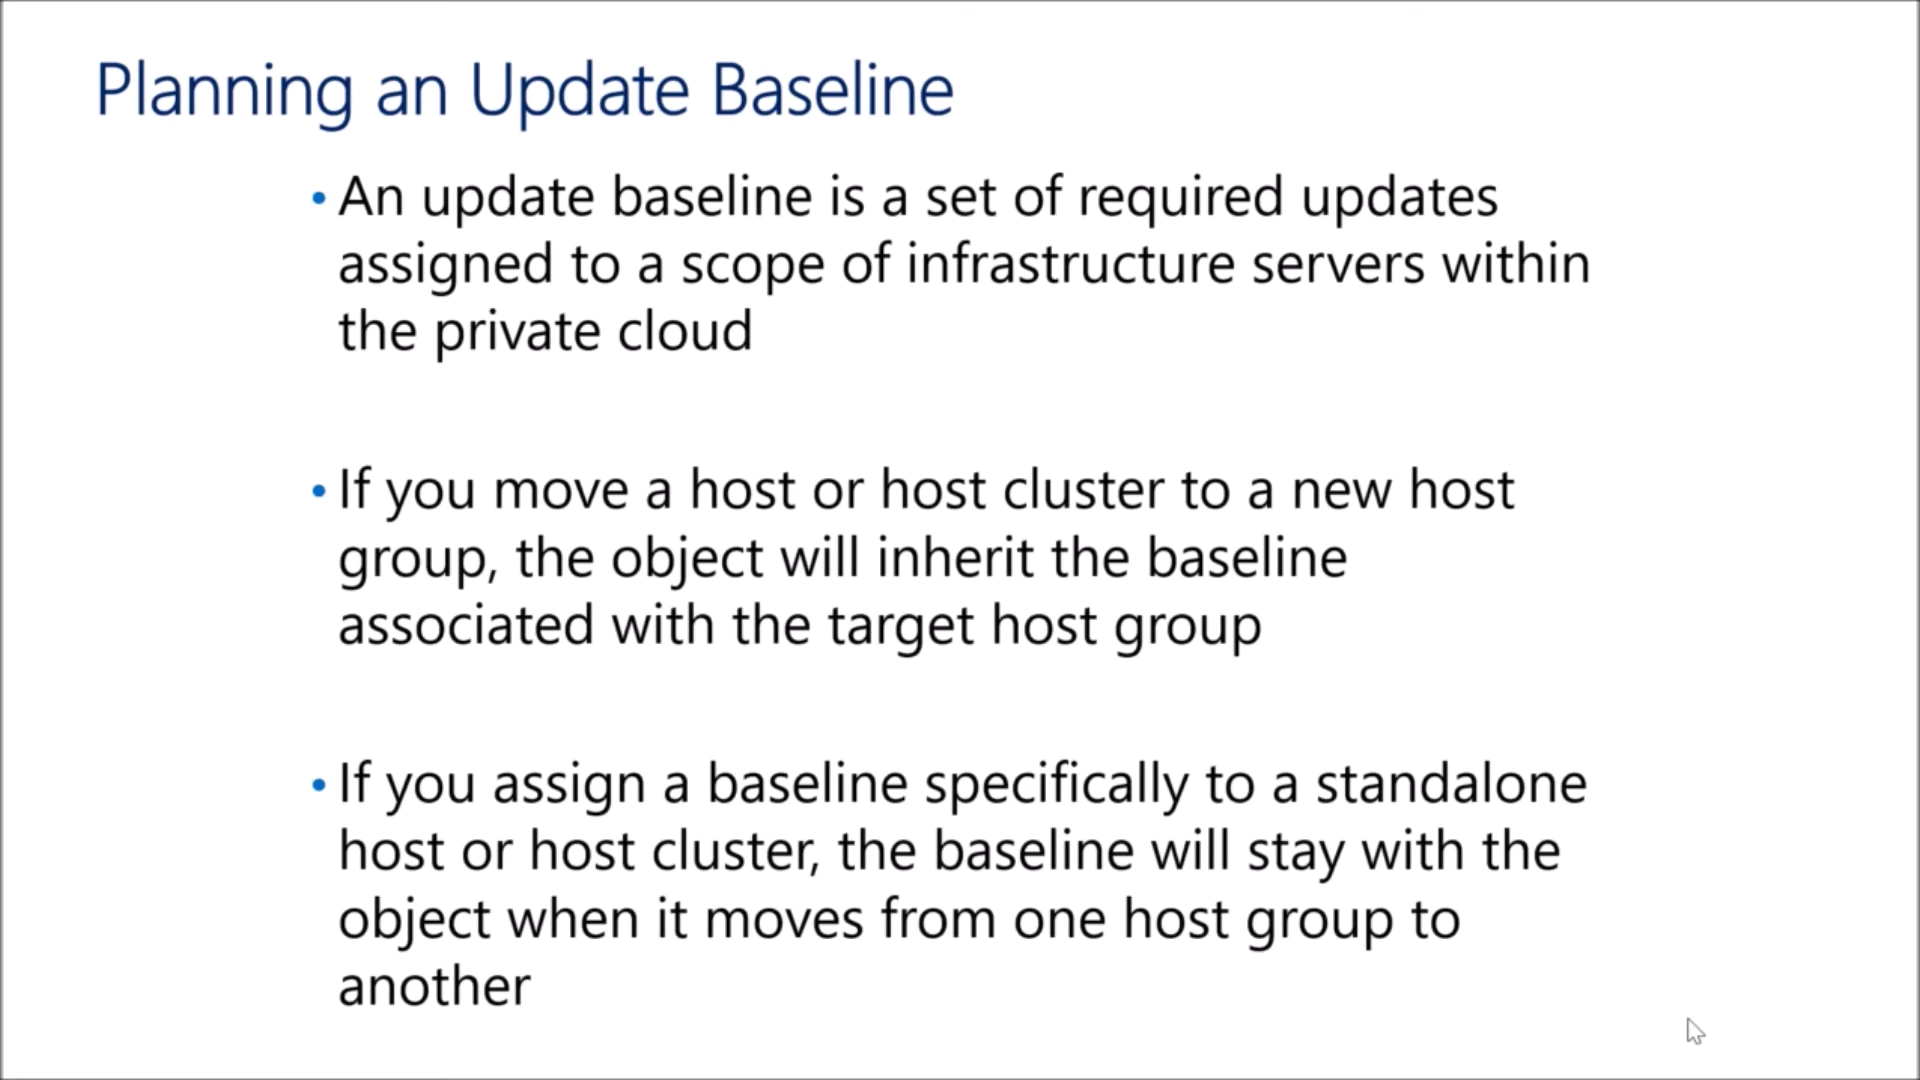 Planning an Update Baseline
• An update baseline is a set of required updates
assigned to a scope of infrastructure servers within
the private cloud
• If you move a host or host cluster to a new host
group, the object will inherit the baseline
associated with the target host group
• If you assign a baseline specifically to a standalone
host or host cluster, the baseline will stay with the
object when it moves from one host group to
another